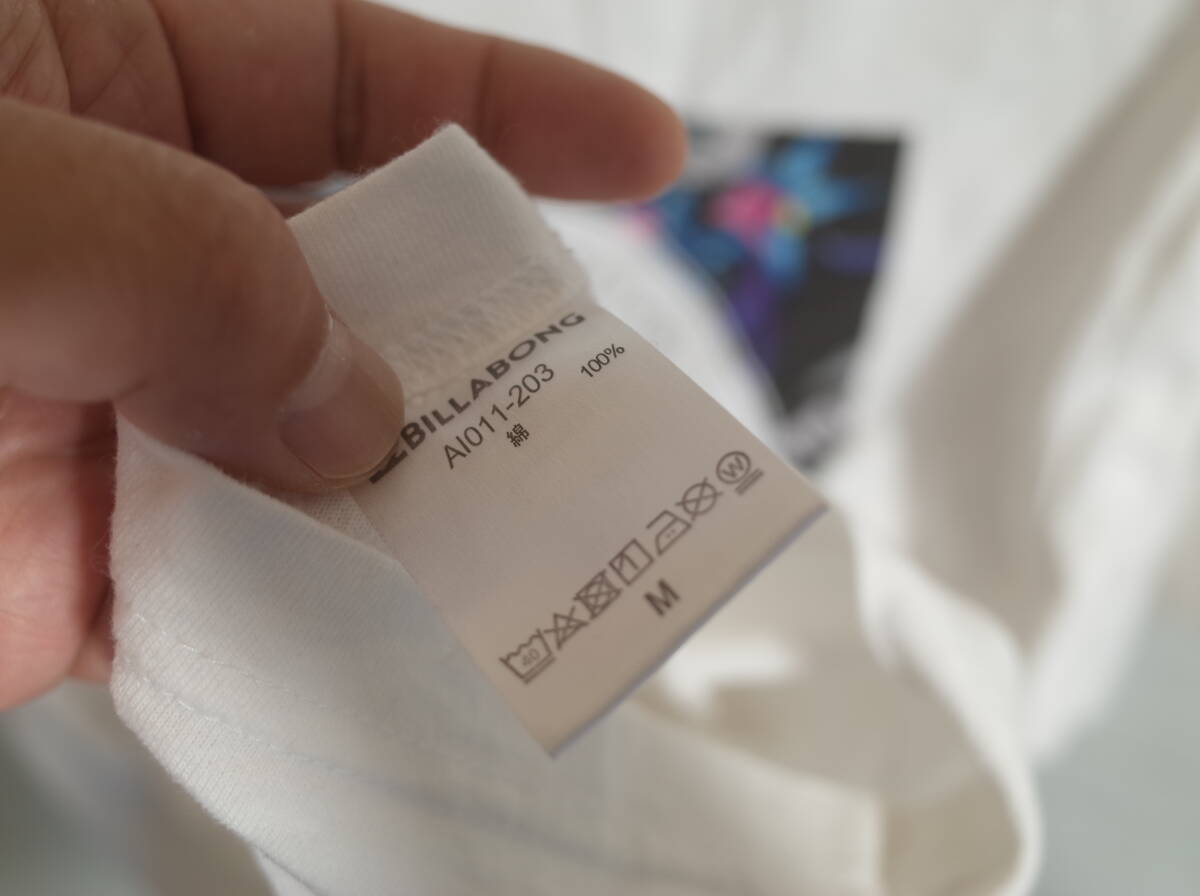 BILLABONG
AI011-203
綿 100%
40
W
M